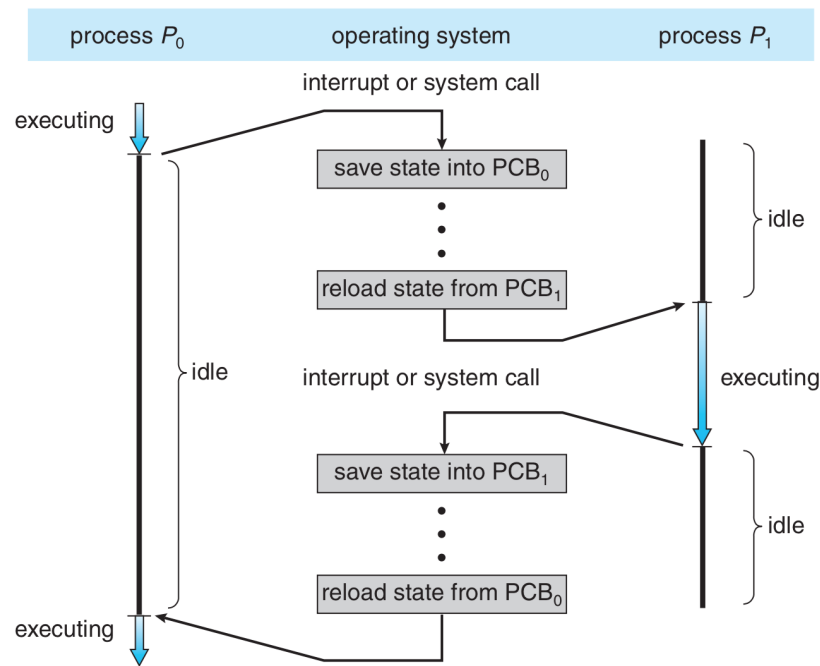 process P₀ operating system process P₁
interrupt or system call
executing
save state into PCB₀
idle
reload state from PCB₁
idle
interrupt or system call
executing
save state into PCB₁
idle
reload state from PCB₀
executing